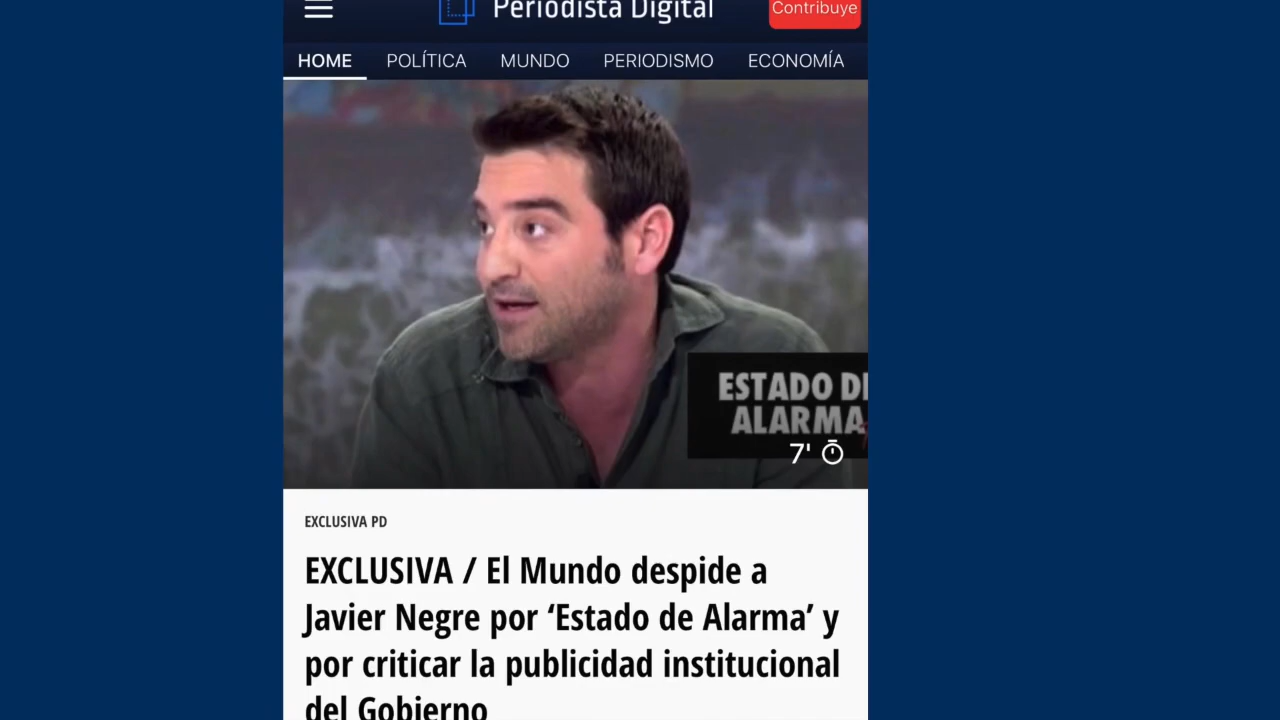 Periodista Digital
Contribuye
HOME POLÍTICA MUNDO PERIODISMO ECONOMÍA
ESTADO DE
ALARMA
7'
EXCLUSIVA PD
EXCLUSIVA / El Mundo despide a
Javier Negre por ‘Estado de Alarma’ y
por criticar la publicidad institucional
del Gobierno